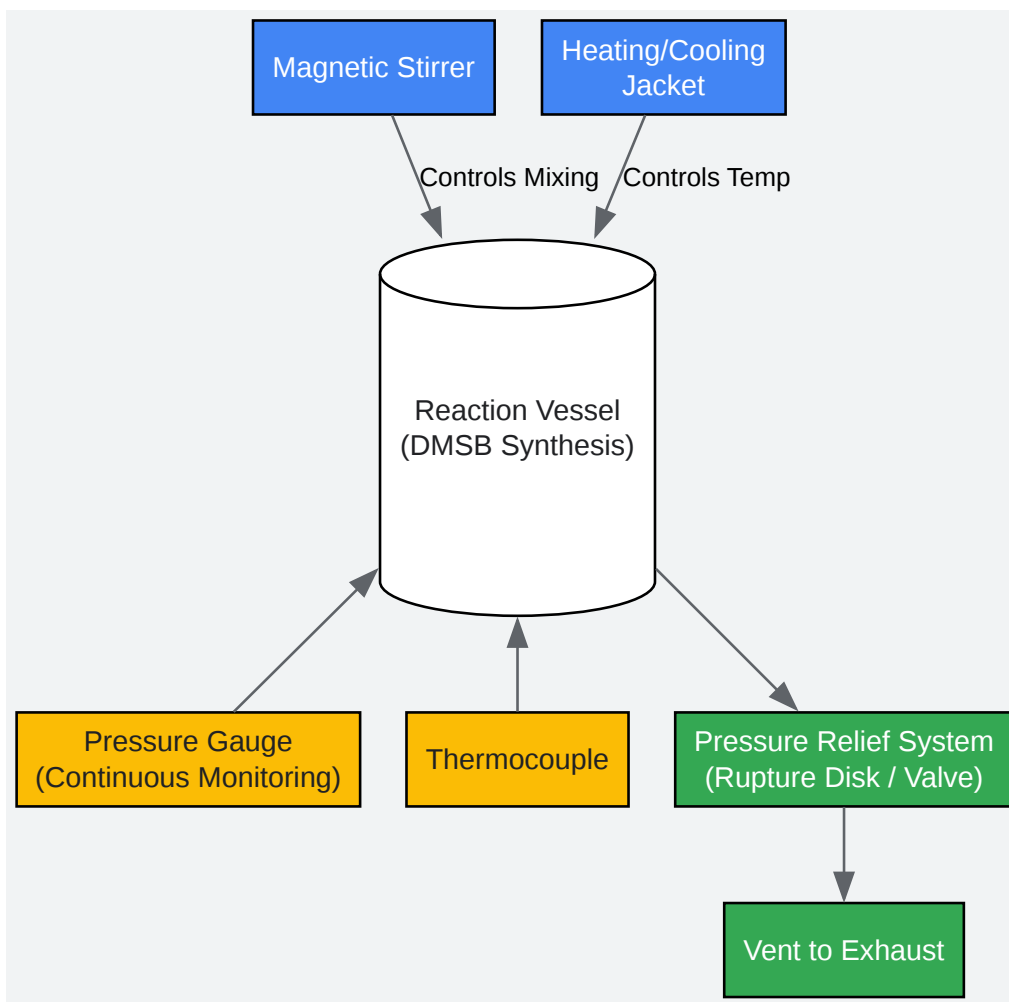 Magnetic Stirrer
Heating/Cooling
Jacket
Controls Mixing
Controls Temp
Reaction Vessel
(DMSB Synthesis)
Pressure Gauge
(Continuous Monitoring)
Thermocouple
Pressure Relief System
(Rupture Disk / Valve)
Vent to Exhaust